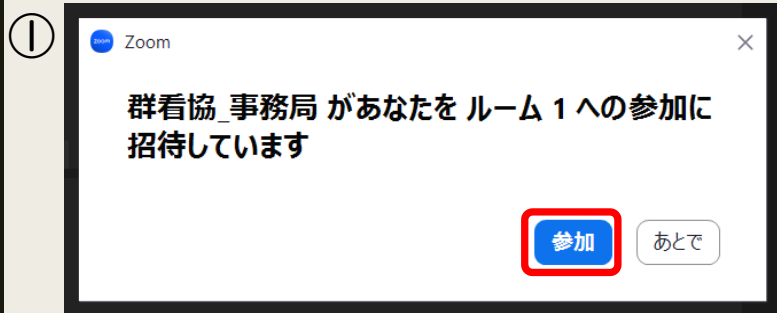 ①
zoom Zoom
群看協_事務局 があなたを ルーム 1 への参加に
招待しています
参加 あとで